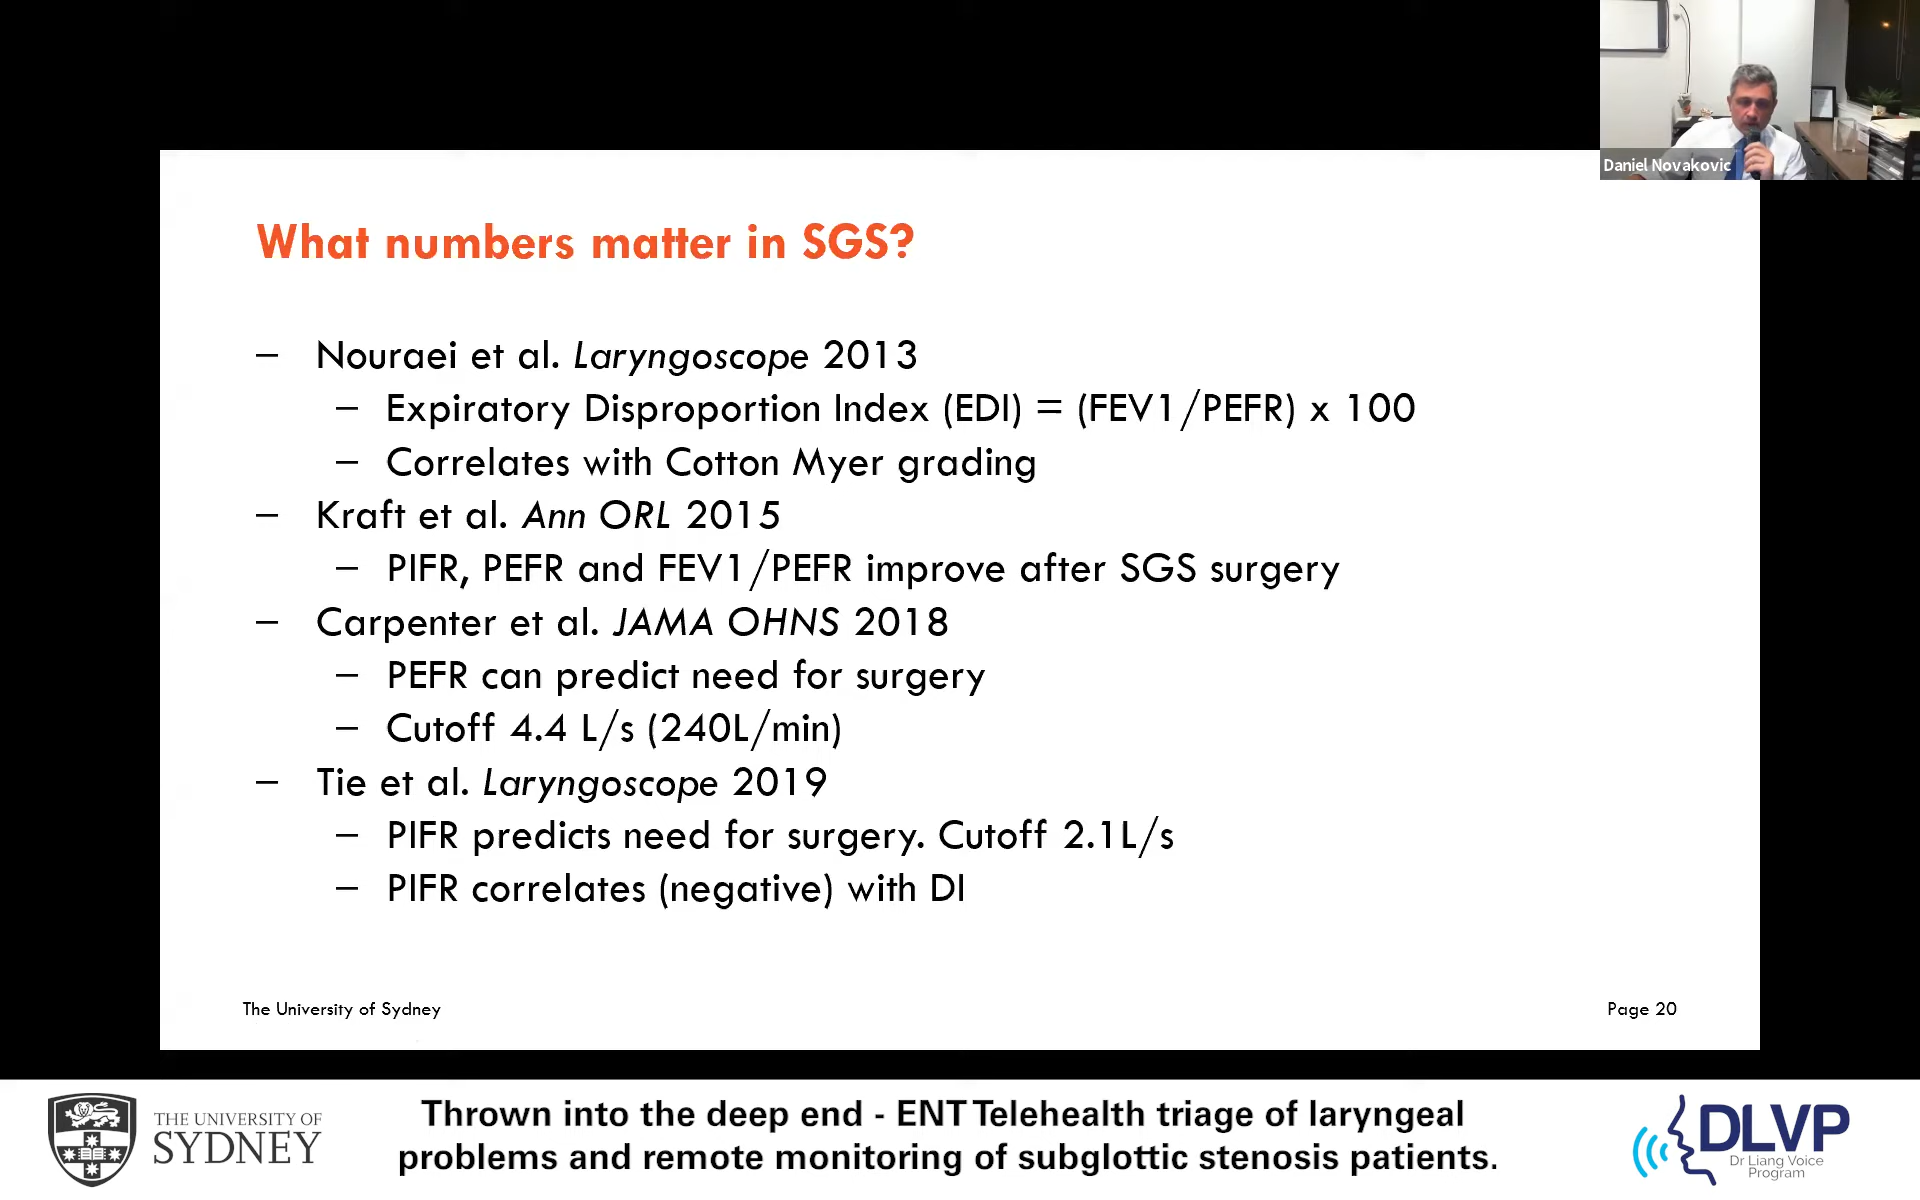 Daniel Novakovic
What numbers matter in SGS?
– Nouraei et al. Laryngoscope 2013
– Expiratory Disproportion Index (EDI) = (FEV1/PEFR) x 100
– Correlates with Cotton Myer grading
– Kraft et al. Ann ORL 2015
– PIFR, PEFR and FEV1/PEFR improve after SGS surgery
– Carpenter et al. JAMA OHNS 2018
– PEFR can predict need for surgery
– Cutoff 4.4 L/s (240L/min)
– Tie et al. Laryngoscope 2019
– PIFR predicts need for surgery. Cutoff 2.1L/s
– PIFR correlates (negative) with DI
The University of Sydney
Page 20
THE UNIVERSITY OF
SYDNEY
Thrown into the deep end - ENT Telehealth triage of laryngeal
problems and remote monitoring of subglottic stenosis patients.
DLVP
Dr Liang Voice
Program